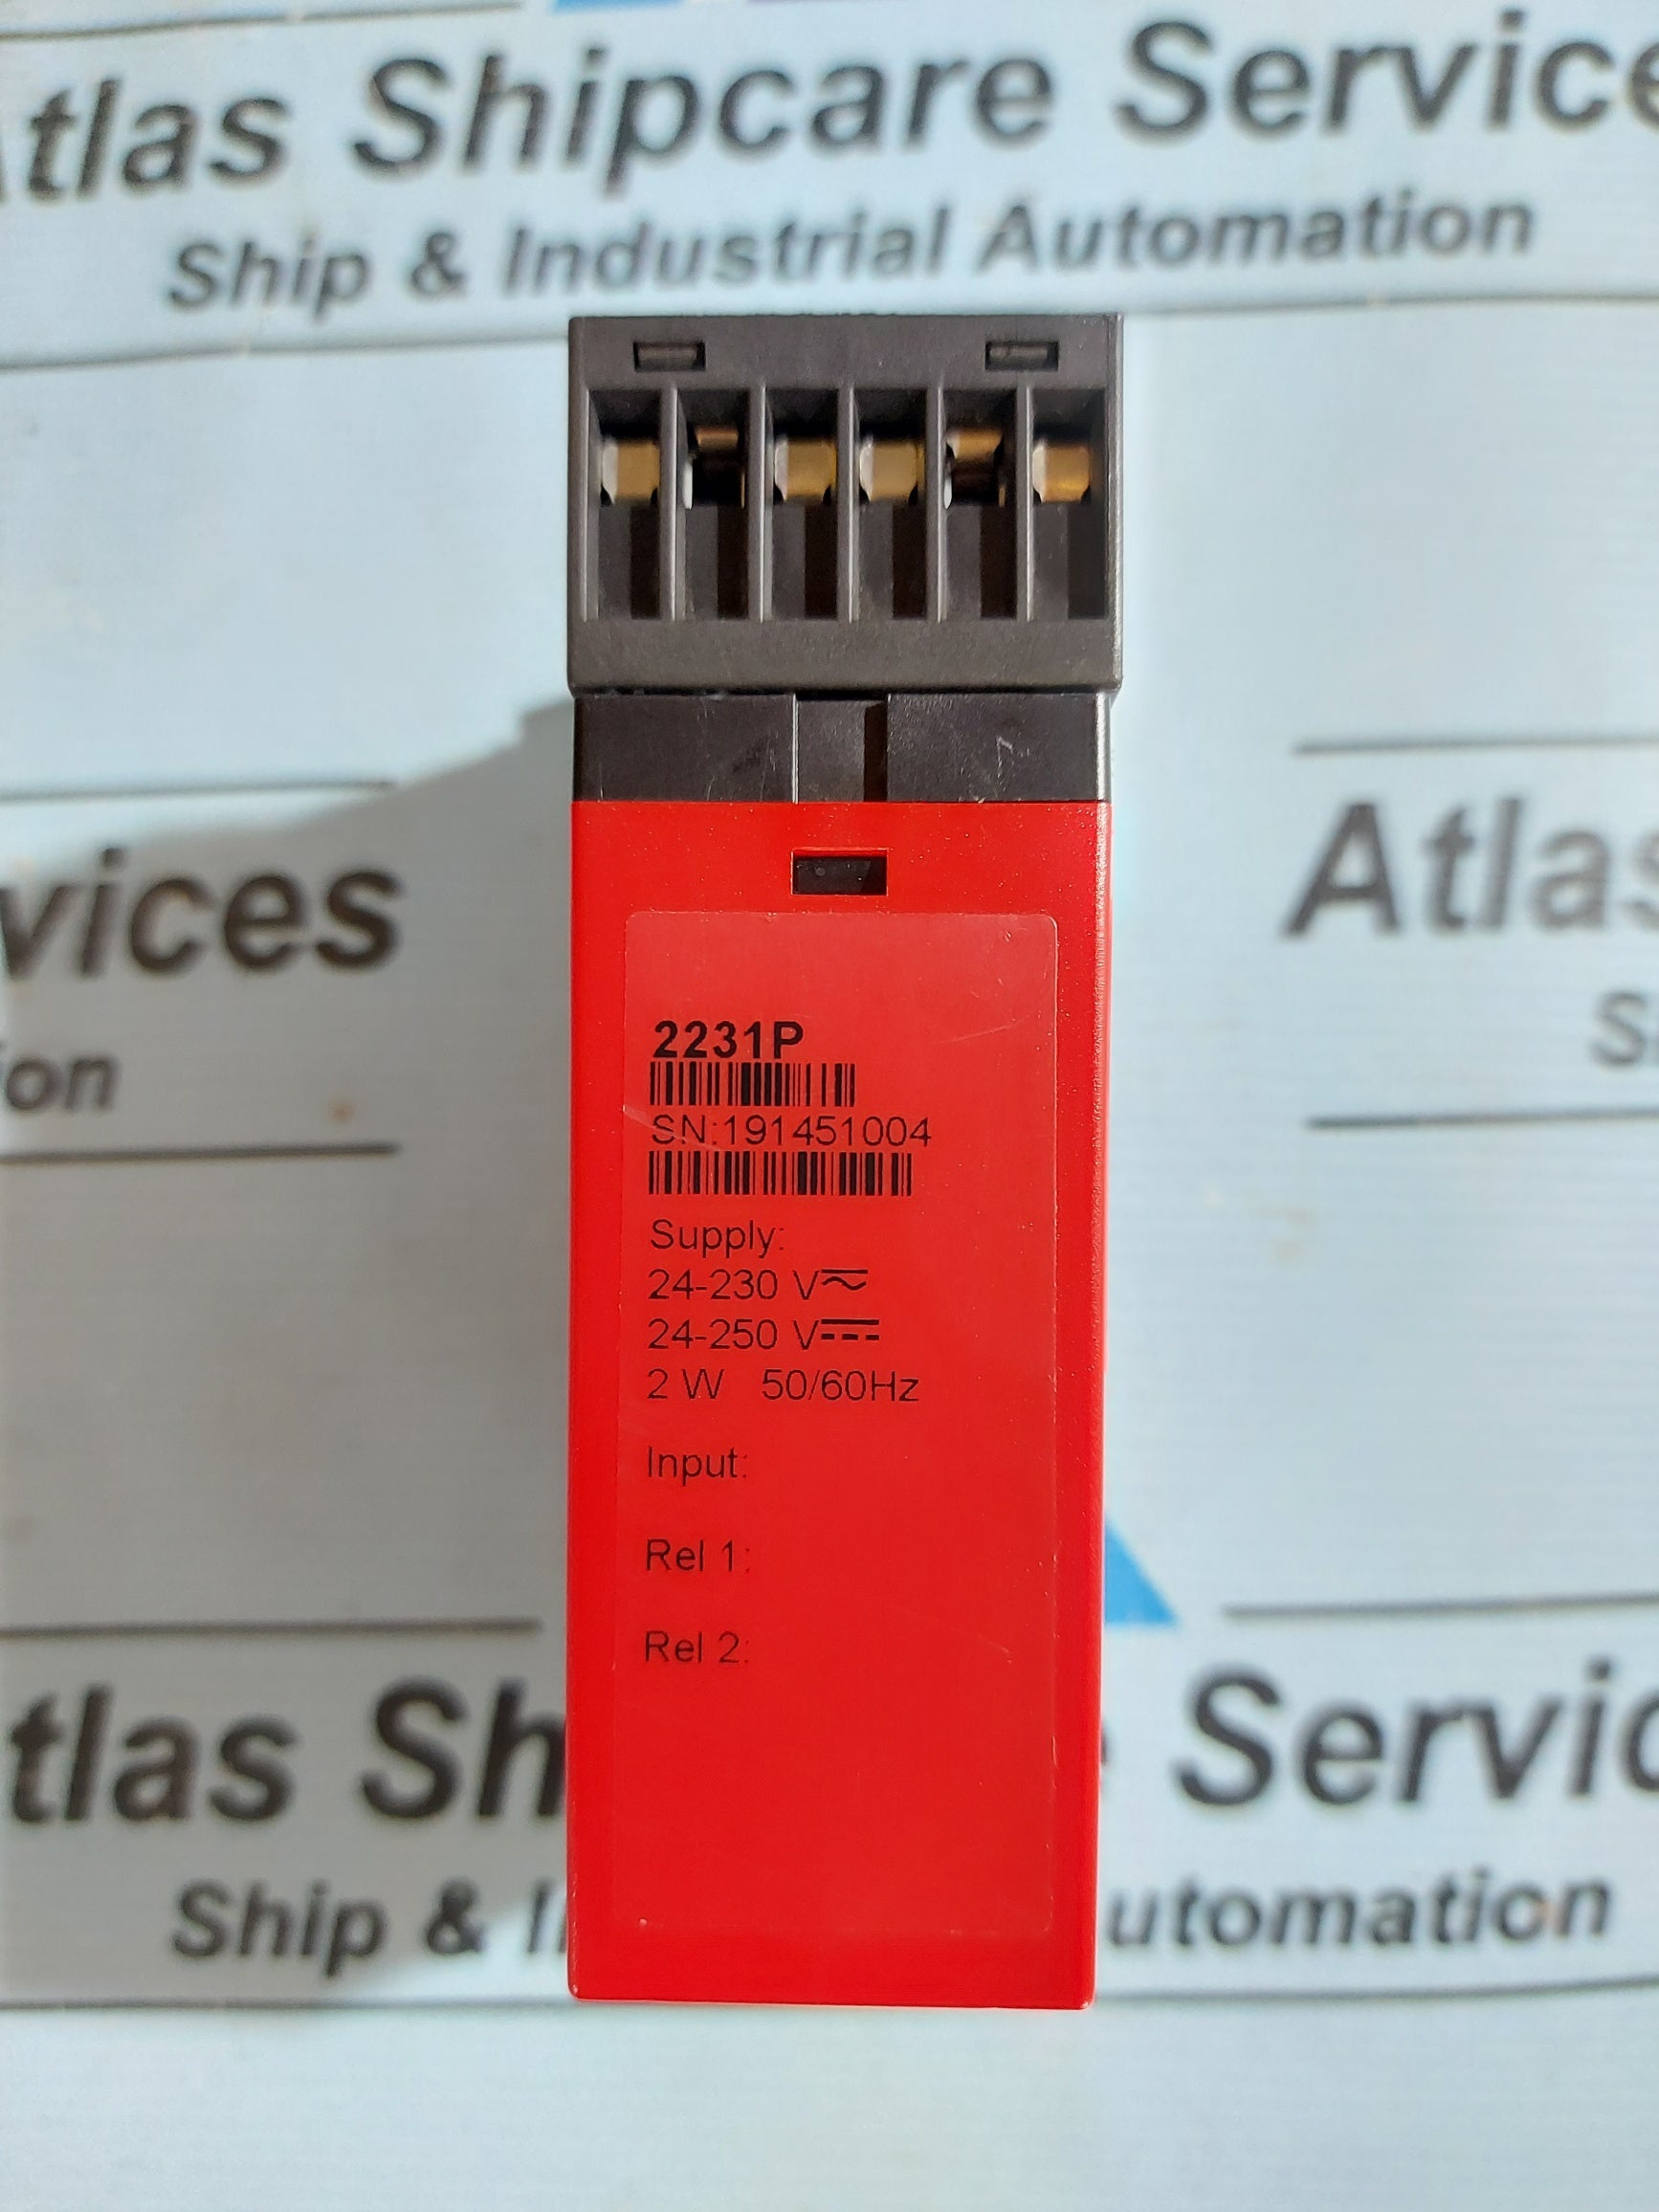 Atlas Shipcare Service
Ship & Industrial Automation
vices
Atlas
on
S
2231P
SN:191451004
Supply:
24-230 V⏦
24-250 V⎓
2 W 50/60Hz
Input:
Rel 1:
Rel 2:
tlas Sh e Servic
Ship & In utomation